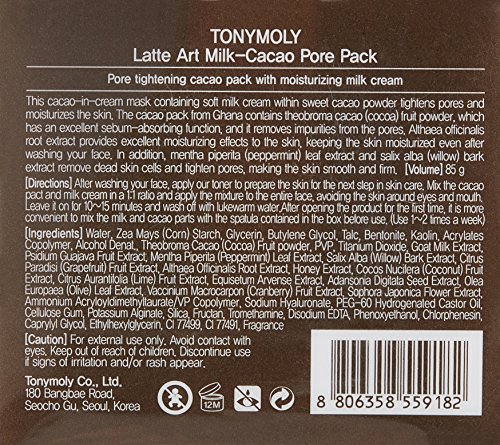 TONYMOLY
Latte Art Milk-Cacao Pore Pack
Pore tightening cacao pack with moisturizing milk cream
This cacao-in-cream mask containing soft milk cream within sweet cacao powder tightens pores and
moisturizes the skin. The cacao pack from Ghana contains theobroma cacao (cocoa) fruit powder, which
has an excellent sebum-absorbing function, and it removes impurities from the pores, Althaea officinalis
root extract provides excellent moisturizing effects to the skin, keeping the skin moisturized even after
washing your face. In addition, mentha piperita (peppermint) leaf extract and salix alba (willow) bark
extract remove dead skin cells and tighten pores, making the skin smooth and firm. [Volume] 85 g
[Directions] After washing your face, apply our toner to prepare the skin for the next step in skin care. Mix the cacao
pack and milk cream in a 1:1 ratio and apply the mixture to the entire face, avoiding the skin around eyes and mouth.
Leave it on for 10~15 minutes and wash off with lukewarm water. After opening the product for the first time, it is more
convenient to mix the milk and cacao parts with the spatula contained in the box before use. (Use 1~2 times a week)
[Ingredients] Water, Zea Mays (Corn) Starch, Glycerin, Butylene Glycol, Talc, Bentonite, Kaolin, Acrylates
Copolymer, Alcohol Denat., Theobroma Cacao (Cocoa) Fruit powder, PVP, Titanium Dioxide, Goat Milk Extract,
Psidium Guajava Fruit Extract, Mentha Piperita (Peppermint) Leaf Extract, Salix Alba (Willow) Bark Extract, Citrus
Paradisi (Grapefruit) Fruit Extract, Althaea Officinalis Root Extract, Honey Extract, Cocos Nucifera (Coconut) Fruit
Extract, Citrus Aurantifolia (Lime) Fruit Extract, Equisetum Arvense Extract, Adansonia Digitata Seed Extract, Olea
Europaea (Olive) Leaf Extract, Vaccinium Macrocarpon (Cranberry) Fruit Extract, Sophora Japonica Flower Extract,
Ammonium Acryloyldimethyltaurate/VP Copolymer, Sodium Hyaluronate, PEG-60 Hydrogenated Castor Oil,
Cellulose Gum, Potassium Alginate, Silica, Fructan, Tromethamine, Disodium EDTA, Phenoxyethanol, Chlorphenesin,
Caprylyl Glycol, Ethylhexylglycerin, CI 77499, CI 77491, Fragrance
[Caution] For external use only. Avoid contact with
eyes. Keep out of reach of children. Discontinue use
if signs of irritation and/or rash appear.
Tonymoly Co., Ltd.
180 Bangbae Road,
Seocho Gu, Seoul, Korea
12M
8 806358 559182